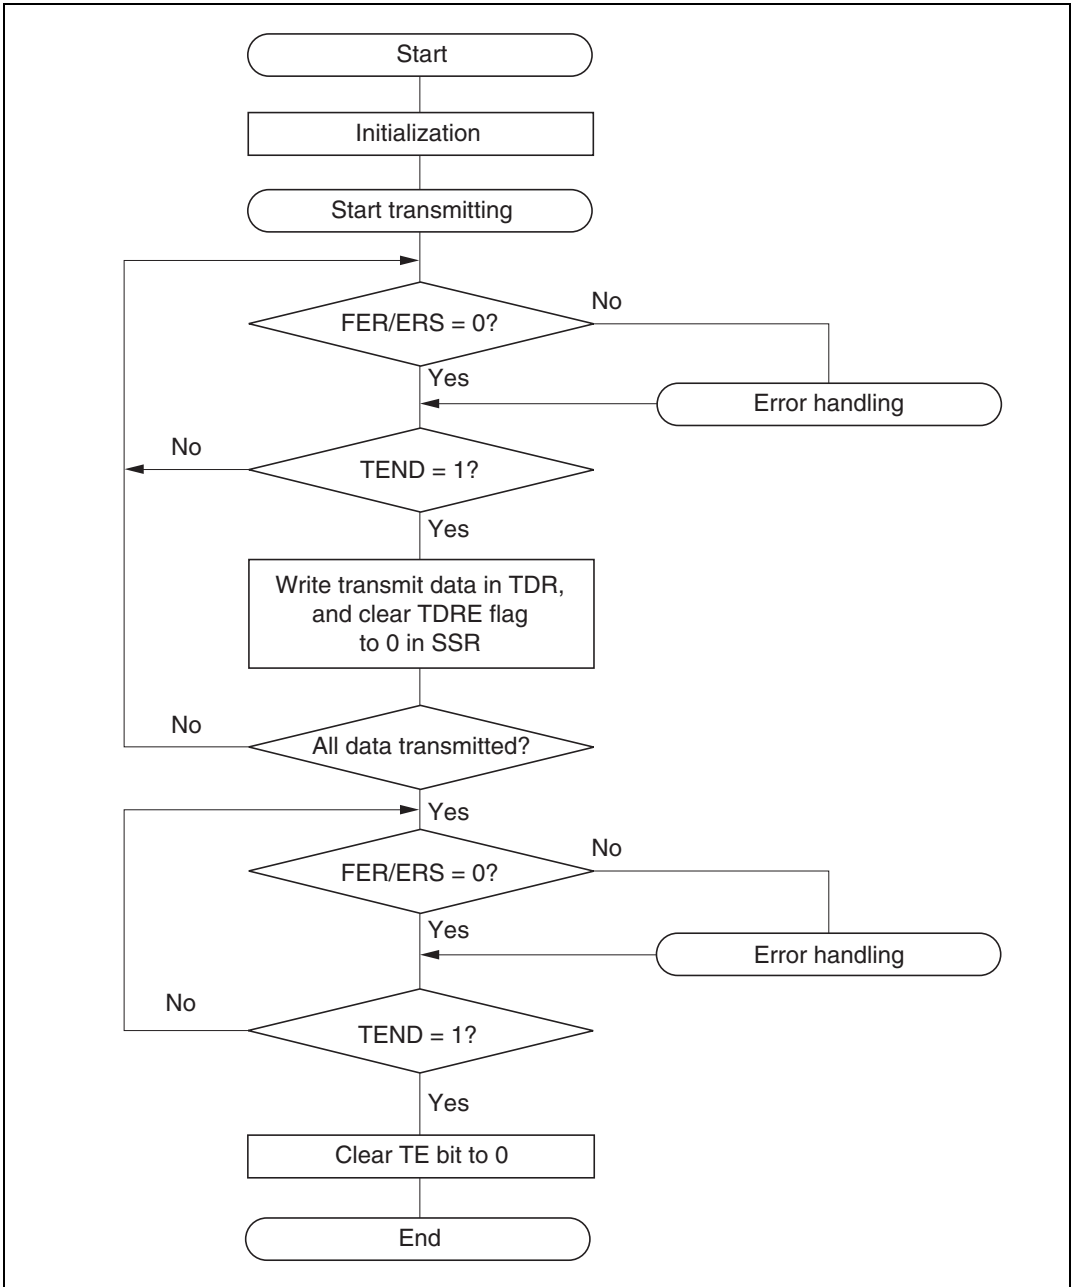 Start
Initialization
Start transmitting
FER/ERS = 0?
No
Yes
Error handling
No
TEND = 1?
Yes
Write transmit data in TDR,
and clear TDRE flag
to 0 in SSR
No
All data transmitted?
Yes
FER/ERS = 0?
No
Yes
Error handling
No
TEND = 1?
Yes
Clear TE bit to 0
End